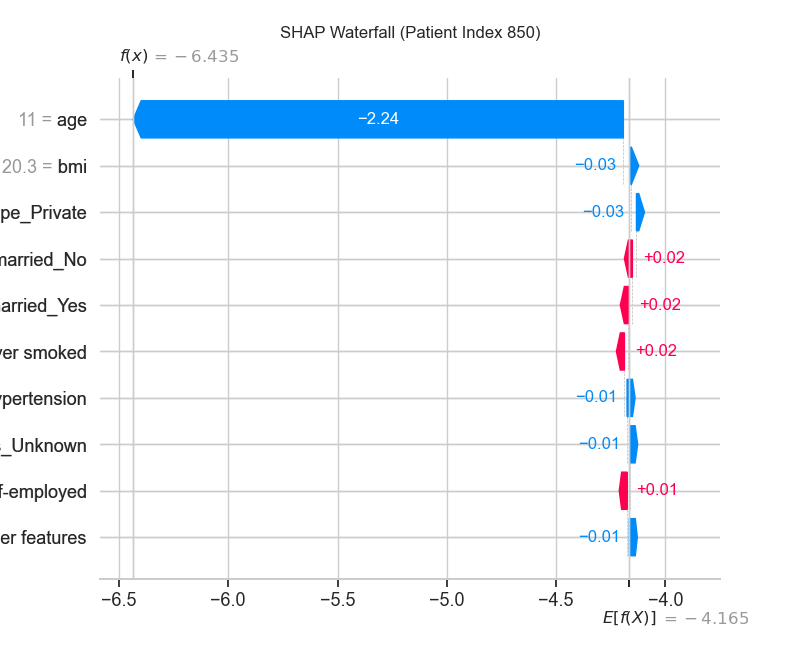 SHAP Waterfall (Patient Index 850)
f(x) = −6.435
11 = age
−2.24
20.3 = bmi
−0.03
pe_Private
−0.03
married_No
+0.02
arried_Yes
+0.02
er smoked
+0.02
ypertension
−0.01
s_Unknown
−0.01
f-employed
+0.01
er features
−0.01
−6.5 −6.0 −5.5 −5.0 −4.5 −4.0
E[f(X)] = −4.165